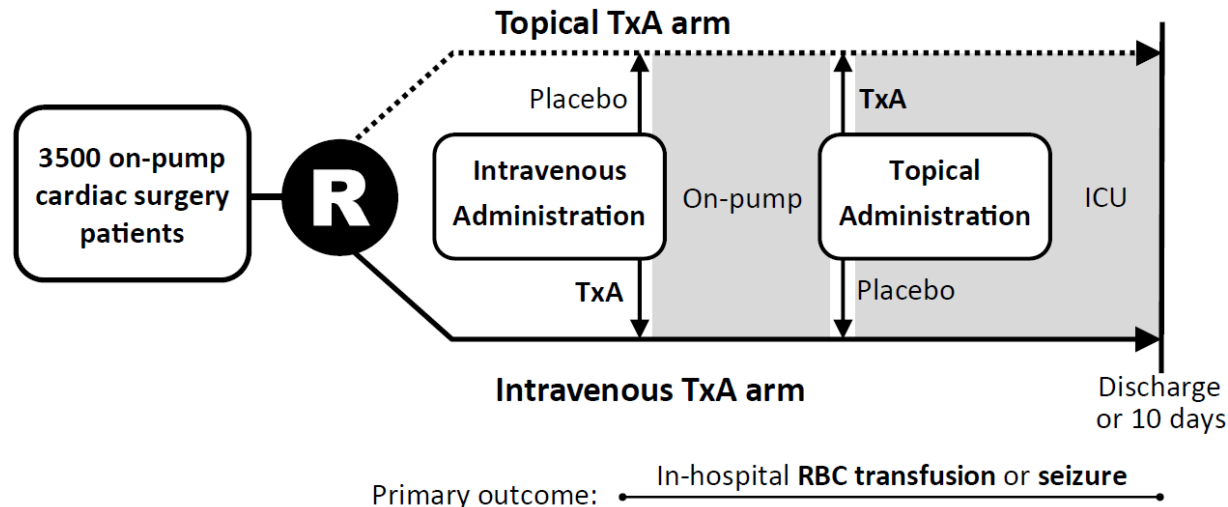 Topical TxA arm
Placebo
TxA
3500 on-pump
cardiac surgery
patients
R
Intravenous
Administration
On-pump
Topical
Administration
ICU
TxA
Placebo
Intravenous TxA arm
Discharge
or 10 days
In-hospital RBC transfusion or seizure
Primary outcome: